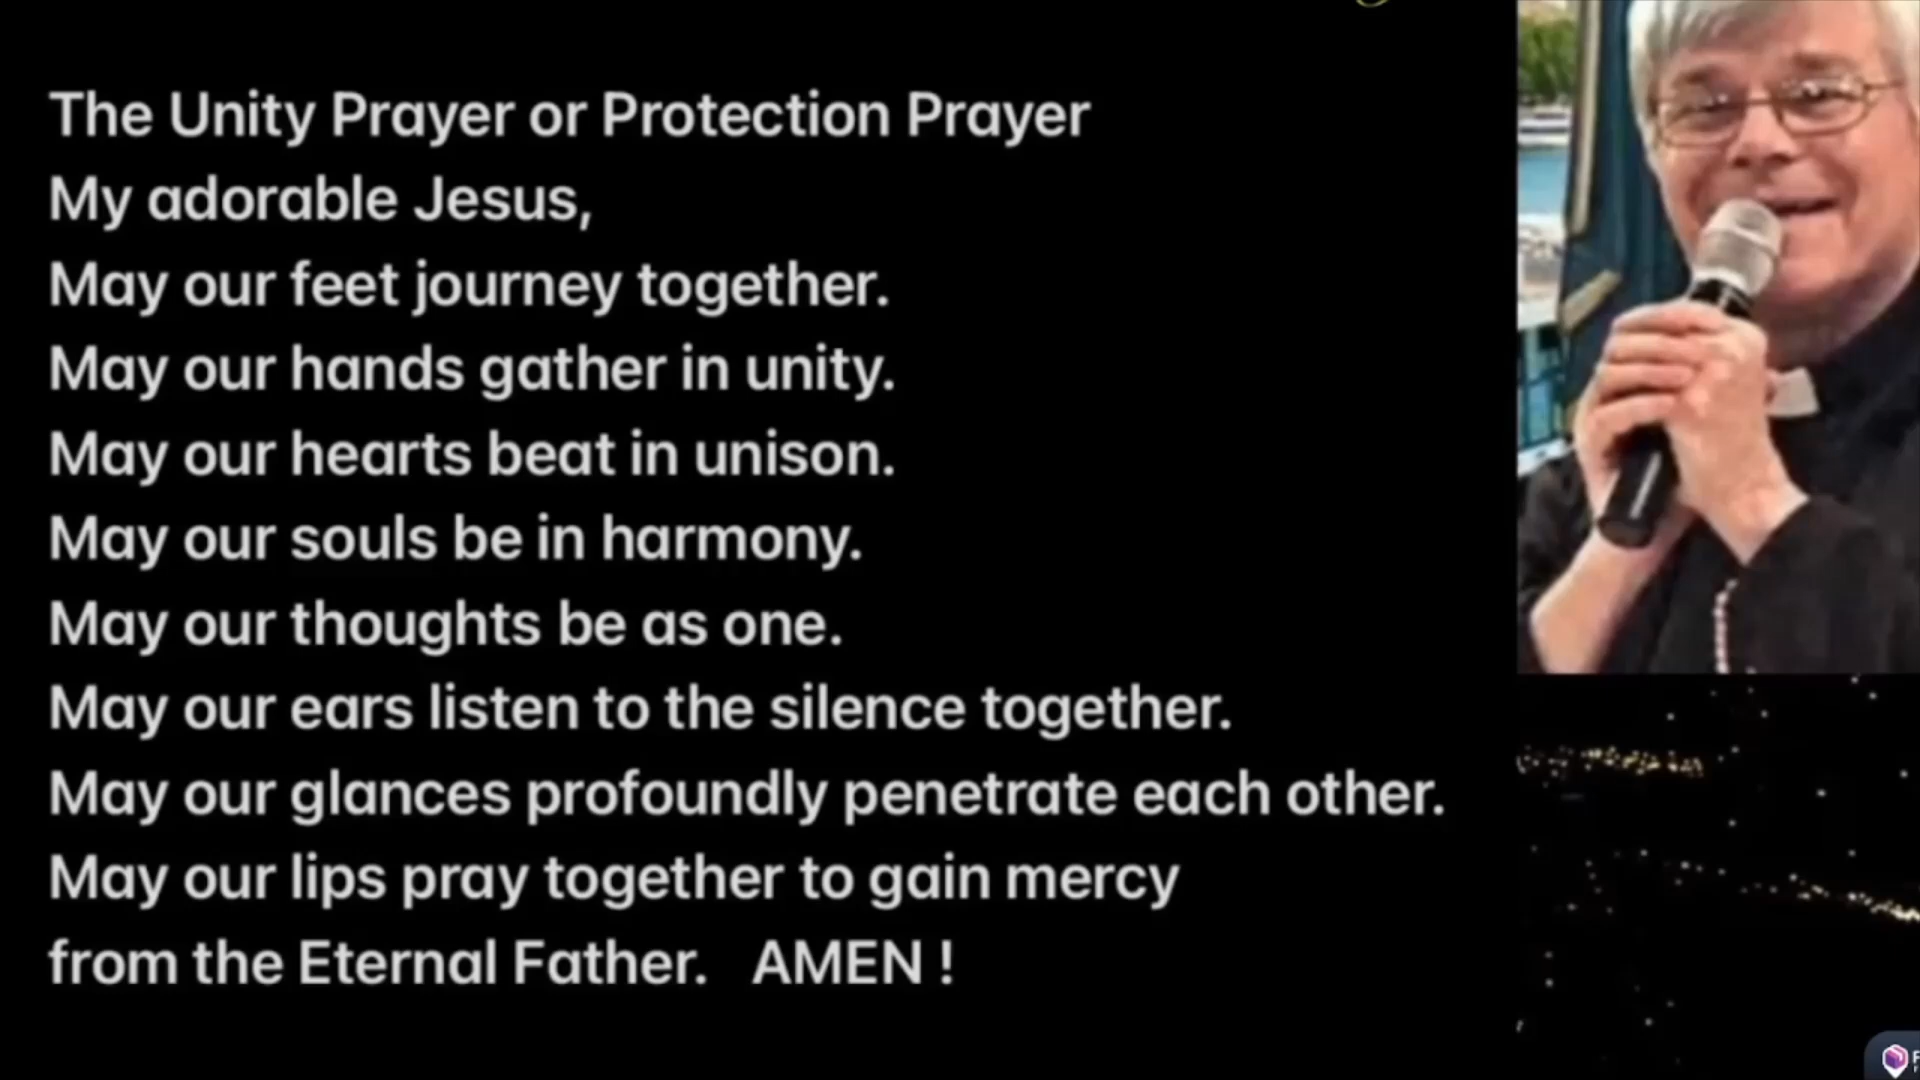 The Unity Prayer or Protection Prayer
My adorable Jesus,
May our feet journey together.
May our hands gather in unity.
May our hearts beat in unison.
May our souls be in harmony.
May our thoughts be as one.
May our ears listen to the silence together.
May our glances profoundly penetrate each other.
May our lips pray together to gain mercy
from the Eternal Father.   AMEN !